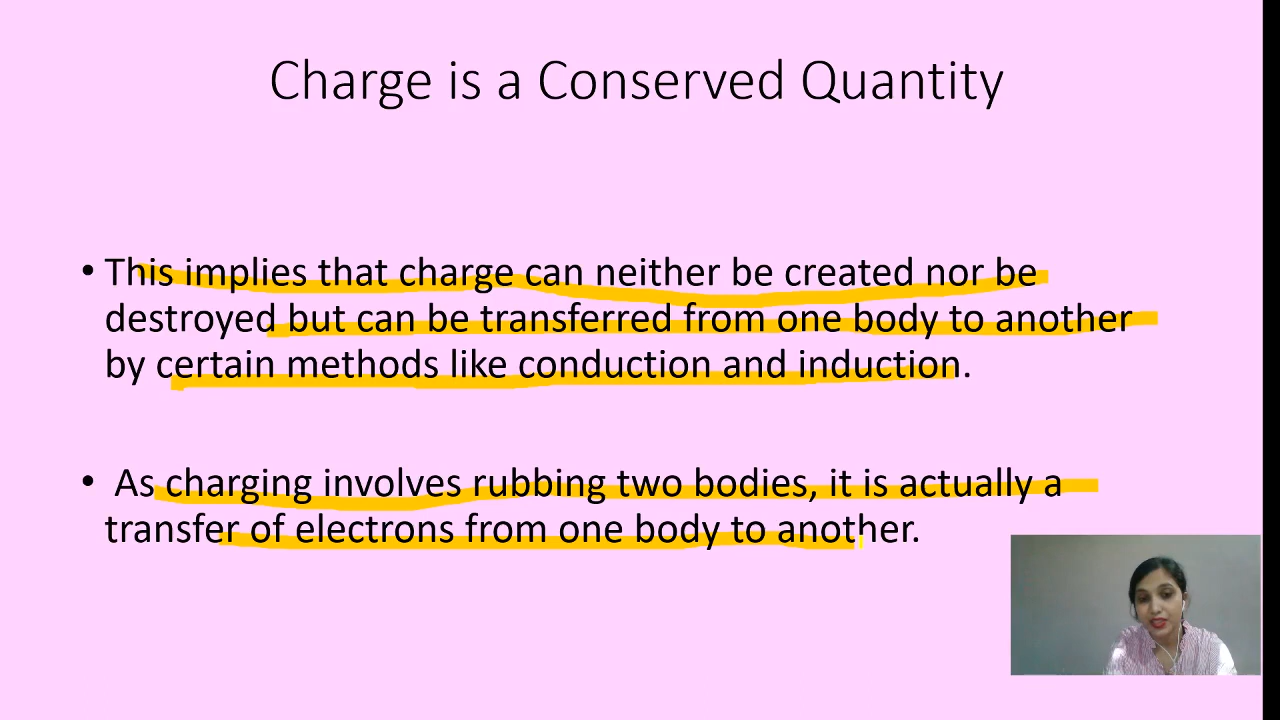 Charge is a Conserved Quantity
• This implies that charge can neither be created nor be
destroyed but can be transferred from one body to another
by certain methods like conduction and induction.
• As charging involves rubbing two bodies, it is actually a
transfer of electrons from one body to another.